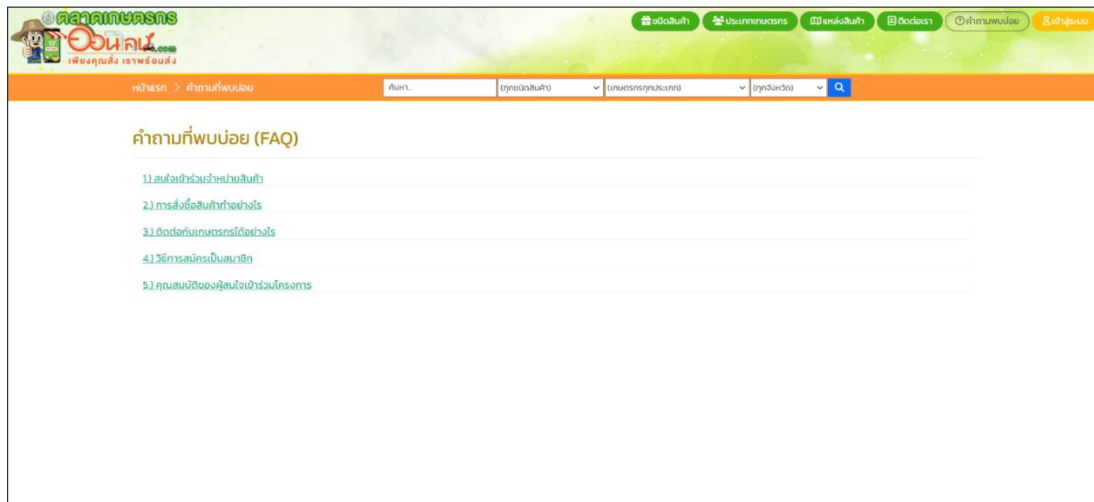 ตลาดเกษตรกร
ออนไลน์.com
เพียงคุณสั่ง เราพร้อมส่ง
ชนิดสินค้า
ประเภทเกษตรกร
แหล่งสินค้า
ติดต่อเรา
คำถามพบบ่อย
เข้าสู่ระบบ
หน้าแรก > คำถามที่พบบ่อย
ค้นหา..
(ทุกชนิดสินค้า)
(เกษตรกรทุกประเภท)
(ทุกจังหวัด)
คำถามที่พบบ่อย (FAQ)
1.) สนใจเข้าร่วมจำหน่ายสินค้า
2.) การสั่งซื้อสินค้าทำอย่างไร
3.) ติดต่อกับเกษตรกรได้อย่างไร
4.) วิธีการสมัครเป็นสมาชิก
5.) คุณสมบัติของผู้สนใจเข้าร่วมโครงการ